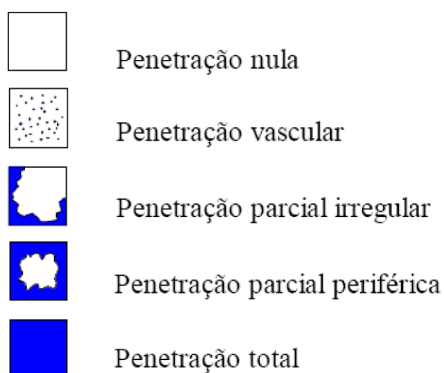 Penetração nula
Penetração vascular
Penetração parcial irregular
Penetração parcial periférica
Penetração total